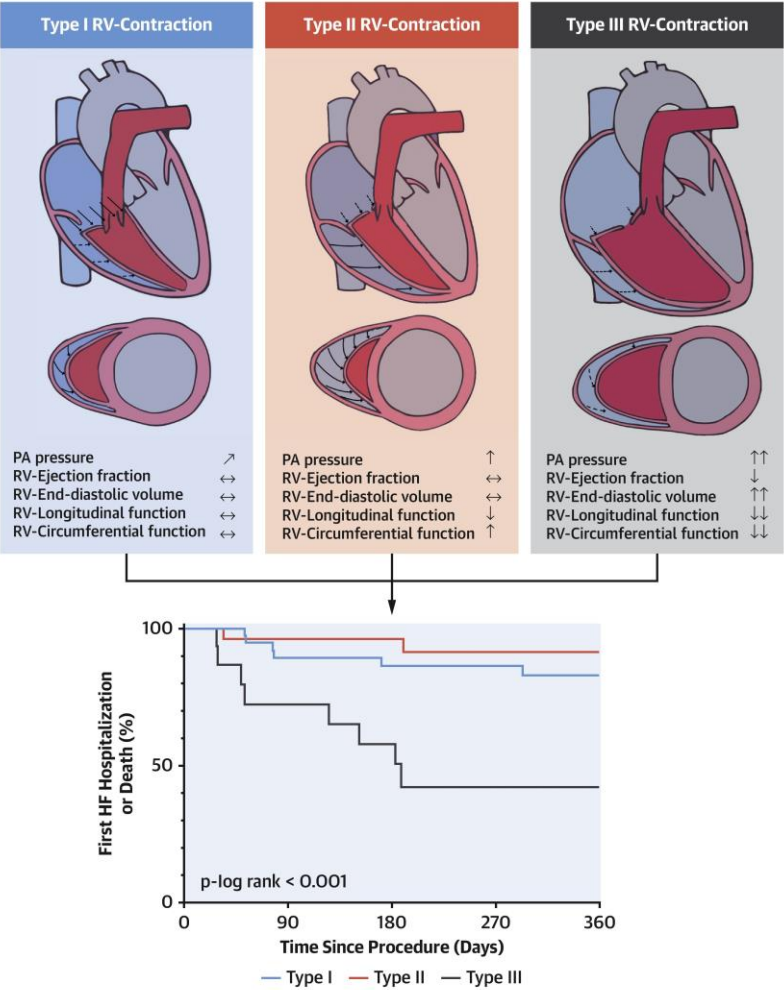 Type I RV-Contraction
PA pressure ↗
RV-Ejection fraction ↔
RV-End-diastolic volume ↔
RV-Longitudinal function ↔
RV-Circumferential function ↔
Type II RV-Contraction
PA pressure ↑
RV-Ejection fraction ↔
RV-End-diastolic volume ↔
RV-Longitudinal function ↓
RV-Circumferential function ↑
Type III RV-Contraction
PA pressure ↑↑
RV-Ejection fraction ↓
RV-End-diastolic volume ↑↑
RV-Longitudinal function ↓↓
RV-Circumferential function ↓↓
First HF Hospitalization
or Death (%)
100
50
0
p-log rank < 0.001
0 90 180 270 360
Time Since Procedure (Days)
Type I Type II Type III